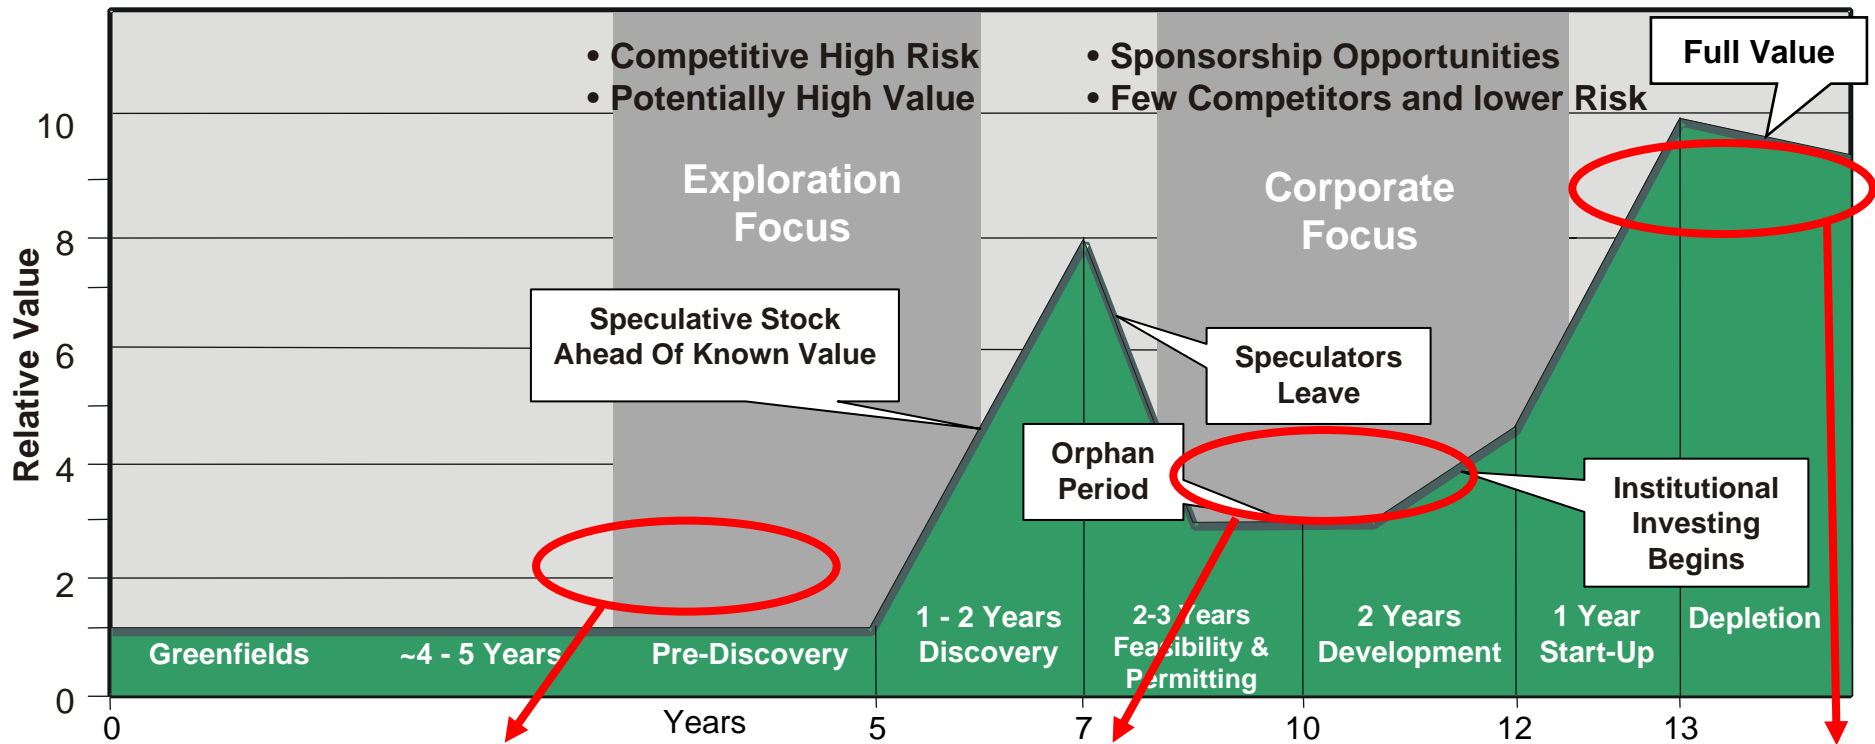 • Competitive High Risk
• Potentially High Value
• Sponsorship Opportunities
• Few Competitors and lower Risk
Full Value
Exploration
Focus
Corporate
Focus
Speculative Stock
Ahead Of Known Value
Speculators
Leave
Orphan
Period
Institutional
Investing
Begins
Relative Value
10
8
6
4
2
0
Greenfields
~4 - 5 Years
Pre-Discovery
1 - 2 Years
Discovery
2-3 Years
Feasibility &
Permitting
2 Years
Development
1 Year
Start-Up
Depletion
0
Years
5
7
10
12
13